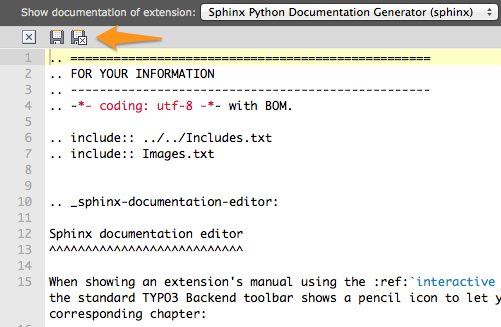 Show documentation of extension: Sphinx Python Documentation Generator (sphinx)
1 .. ==================================================
2 .. FOR YOUR INFORMATION
3 .. --------------------------------------------------
4 .. -*- coding: utf-8 -*- with BOM.
5
6 .. include:: ../../Includes.txt
7 .. include:: Images.txt
8
9
10 .. _sphinx-documentation-editor:
11
12 Sphinx documentation editor
13 ^^^^^^^^^^^^^^^^^^^^^^^^^^^
14
15 When showing an extension's manual using the :ref:`interactive
the standard TYPO3 Backend toolbar shows a pencil icon to let y
corresponding chapter:
16